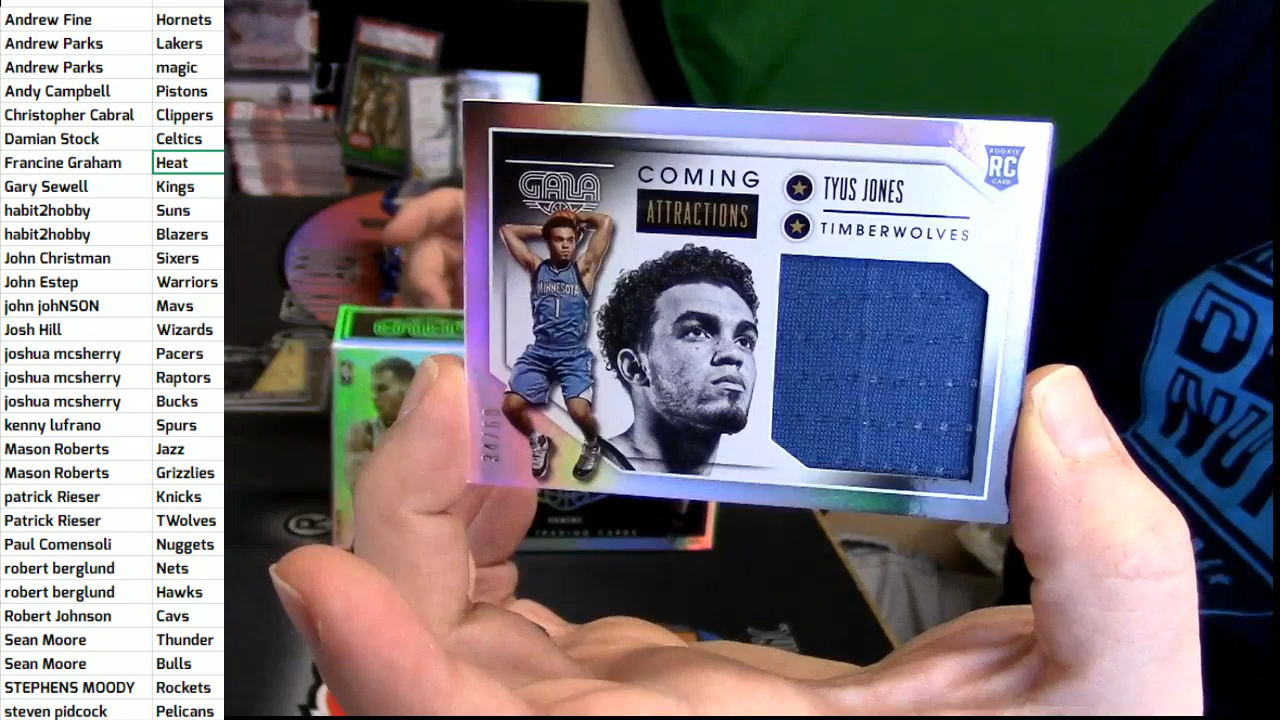 Andrew Fine Hornets
Andrew Parks Lakers
Andrew Parks magic
Andy Campbell Pistons
Christopher Cabral Clippers
Damian Stock Celtics
Francine Graham Heat
Gary Sewell Kings
habit2hobby Suns
habit2hobby Blazers
John Christman Sixers
John Estep Warriors
john johNSON Mavs
Josh Hill Wizards
joshua mcsherry Pacers
joshua mcsherry Raptors
joshua mcsherry Bucks
kenny lufrano Spurs
Mason Roberts Jazz
Mason Roberts Grizzlies
patrick Rieser Knicks
Patrick Rieser TWolves
Paul Comensoli Nuggets
robert berglund Nets
robert berglund Hawks
Robert Johnson Cavs
Sean Moore Thunder
Sean Moore Bulls
STEPHENS MOODY Rockets
steven pidcock Pelicans
GALA
COMING
ATTRACTIONS
TYUS JONES
TIMBERWOLVES
ROOKIE
RC
CARD
MINNESOTA
1
PANINI
TRADING CARDS